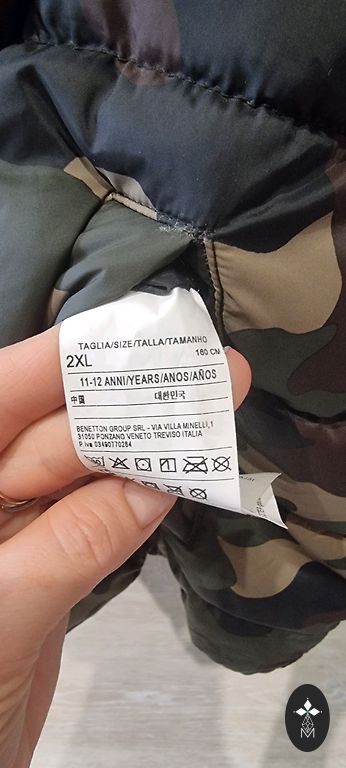 TAGLIA/SIZE/TALLA/TAMANHO
2XL 160 CM
11-12 ANNI/YEARS/ANOS/AÑOS
中国 대한민국
BENETTON GROUP SRL - VIA VILLA MINELLI,1
31050 PONZANO VENETO TREVISO ITALIA
P.iva 03490770264
M